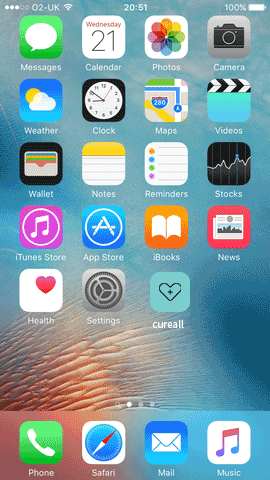 O2-UK 20:51 100%
Wednesday
21
Messages Calendar Photos Camera
280
Weather Clock Maps Videos
Wallet Notes Reminders Stocks
iTunes Store App Store iBooks News
Health Settings cureall
Phone Safari Mail Music